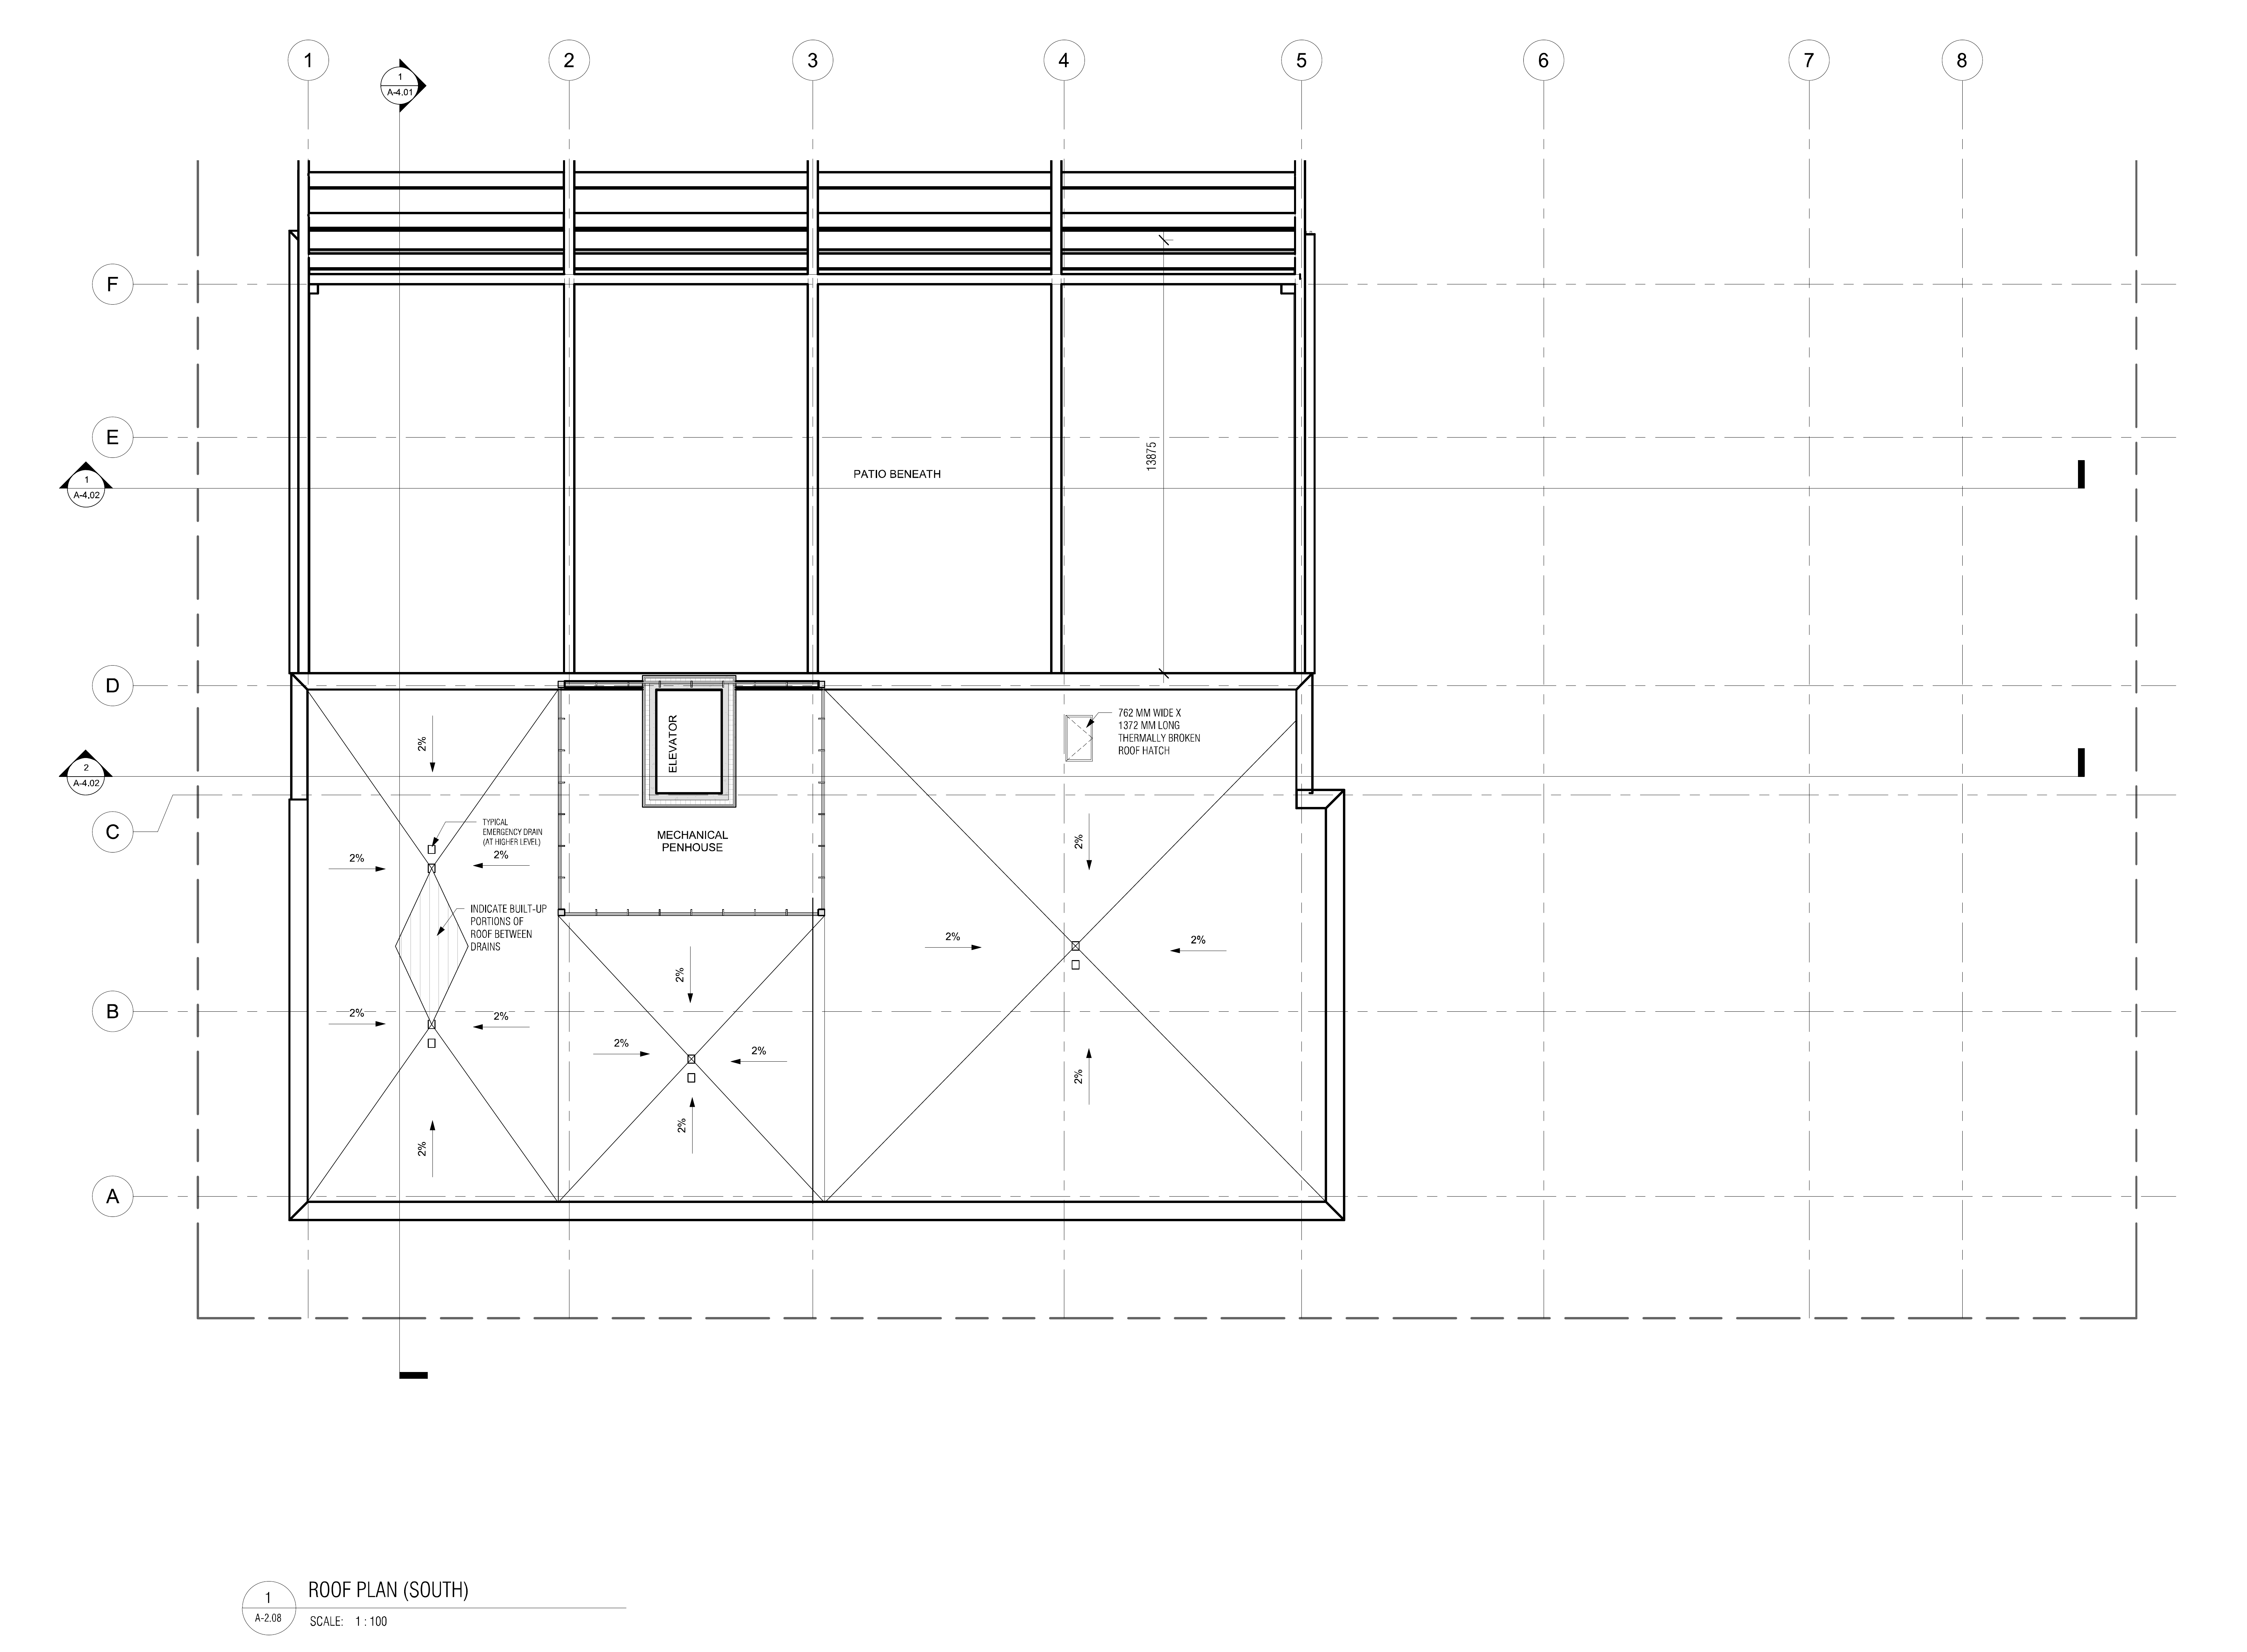 1
2
3
4
5
6
7
8
1
A-4.01
F
E
1
A-4.02
PATIO BENEATH
13875
D
ELEVATOR
762 MM WIDE X
1372 MM LONG
THERMALLY BROKEN
ROOF HATCH
2%
2
A-4.02
C
TYPICAL
EMERGENCY DRAIN
(AT HIGHER LEVEL)
MECHANICAL
PENHOUSE
2%
2%
2%
INDICATE BUILT-UP
PORTIONS OF
ROOF BETWEEN
DRAINS
2%
2%
2%
B
2%
2%
2%
2%
2%
2%
2%
A
1
A-2.08
ROOF PLAN (SOUTH)
SCALE: 1 : 100